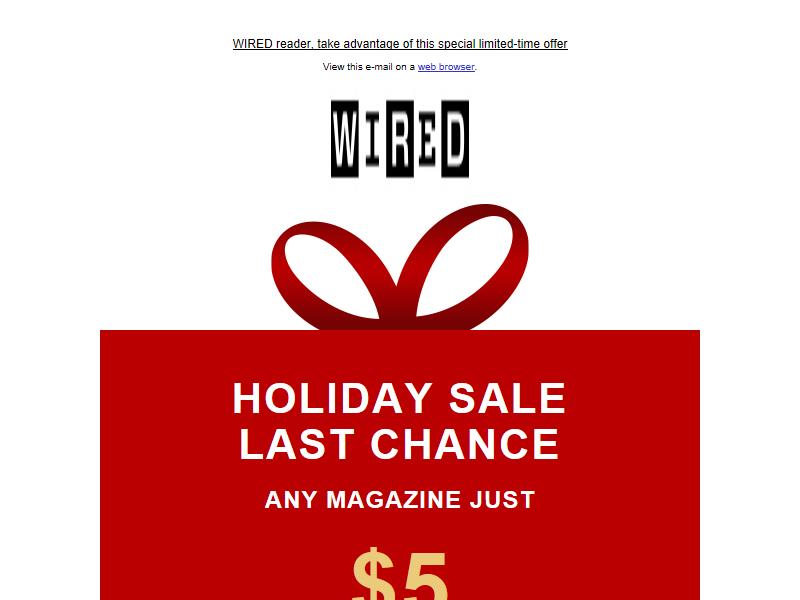 WIRED reader, take advantage of this special limited-time offer
View this e-mail on a web browser.
WIRED
HOLIDAY SALE
LAST CHANCE
ANY MAGAZINE JUST
$5